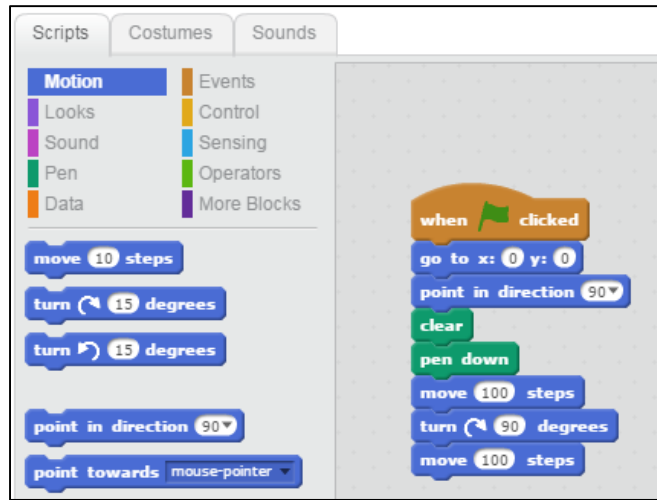 Scripts Costumes Sounds
Motion Events
Looks Control
Sound Sensing
Pen Operators
Data More Blocks
move 10 steps
turn 15 degrees
turn 15 degrees
point in direction 90
point towards mouse-pointer
when clicked
go to x: 0 y: 0
point in direction 90
clear
pen down
move 100 steps
turn 90 degrees
move 100 steps